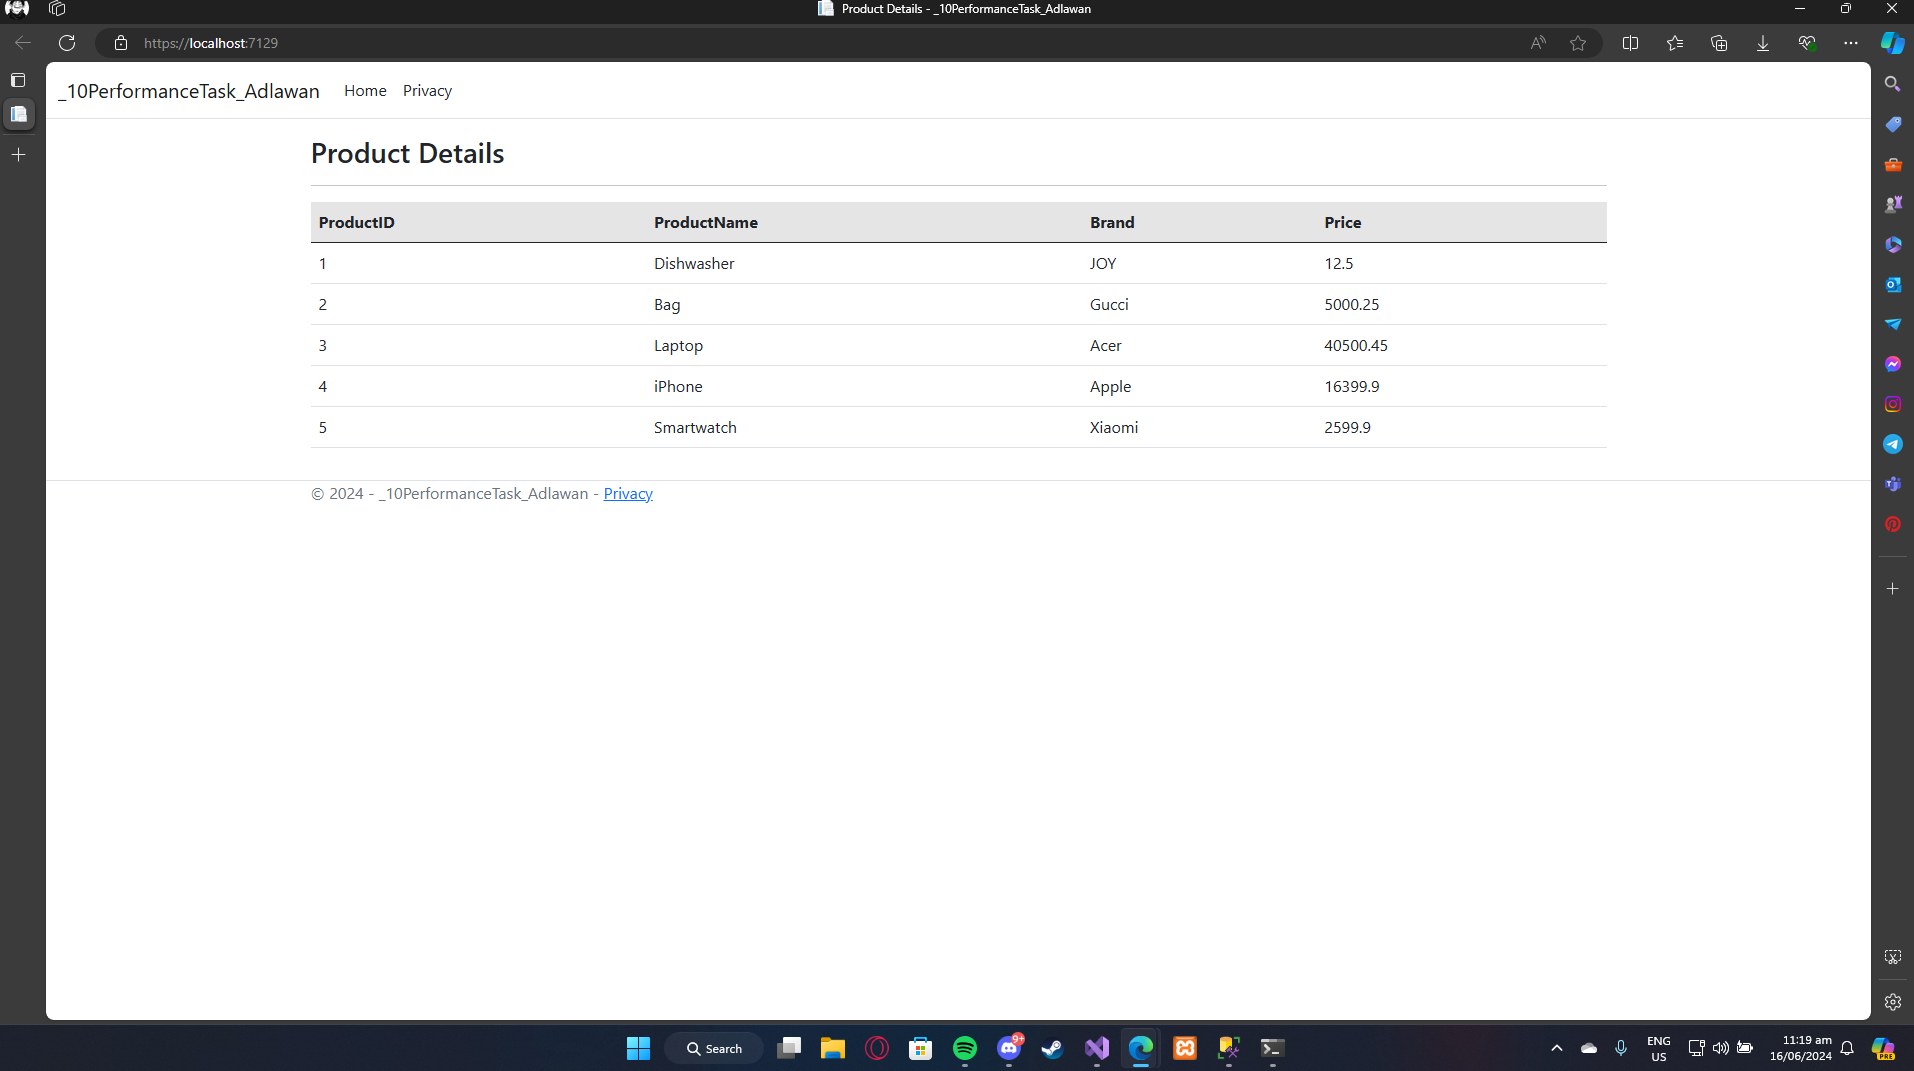 Product Details - _10PerformanceTask_Adlawan
https://localhost:7129
_10PerformanceTask_Adlawan Home Privacy
Product Details
ProductID ProductName Brand Price
1 Dishwasher JOY 12.5
2 Bag Gucci 5000.25
3 Laptop Acer 40500.45
4 iPhone Apple 16399.9
5 Smartwatch Xiaomi 2599.9
© 2024 - _10PerformanceTask_Adlawan - Privacy
Search
9+
ENG
US
11:19 am
16/06/2024
PRE